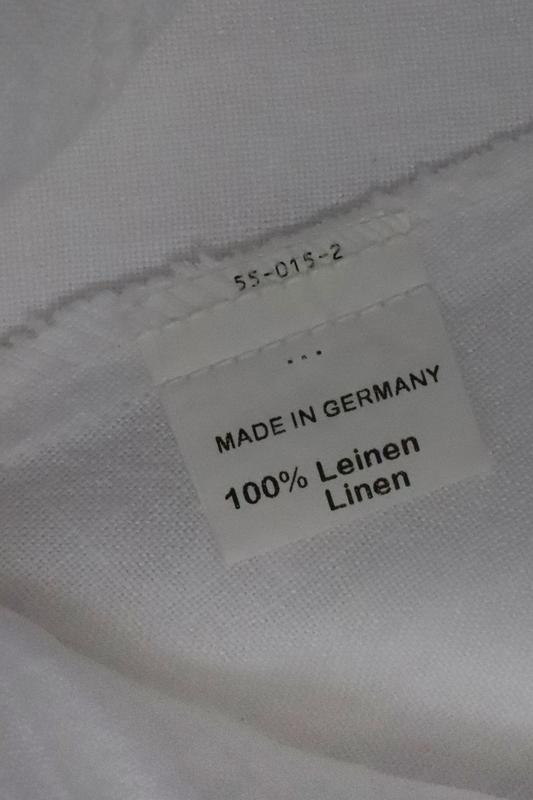 55-015-2
...
MADE IN GERMANY
100% Leinen
Linen